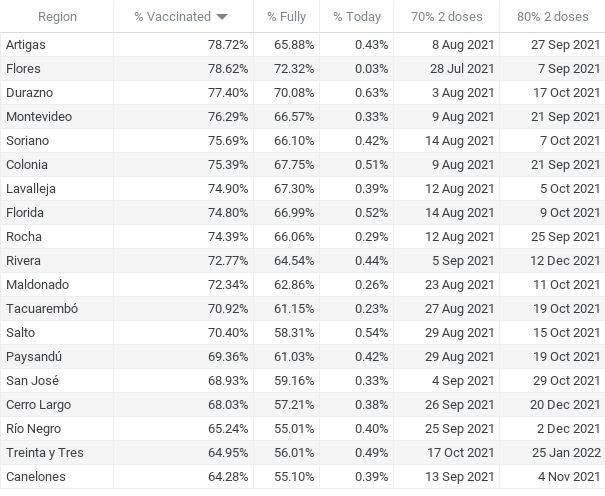 Region % Vaccinated % Fully % Today 70% 2 doses 80% 2 doses
Artigas 78.72% 65.88% 0.43% 8 Aug 2021 27 Sep 2021
Flores 78.62% 72.32% 0.03% 28 Jul 2021 7 Sep 2021
Durazno 77.40% 70.08% 0.63% 3 Aug 2021 17 Oct 2021
Montevideo 76.29% 66.57% 0.33% 9 Aug 2021 21 Sep 2021
Soriano 75.69% 66.10% 0.42% 14 Aug 2021 7 Oct 2021
Colonia 75.39% 67.75% 0.51% 9 Aug 2021 21 Sep 2021
Lavalleja 74.90% 67.30% 0.39% 12 Aug 2021 5 Oct 2021
Florida 74.80% 66.99% 0.52% 14 Aug 2021 9 Oct 2021
Rocha 74.39% 66.06% 0.29% 12 Aug 2021 25 Sep 2021
Rivera 72.77% 64.54% 0.44% 5 Sep 2021 12 Dec 2021
Maldonado 72.34% 62.86% 0.26% 23 Aug 2021 11 Oct 2021
Tacuarembó 70.92% 61.15% 0.23% 27 Aug 2021 19 Oct 2021
Salto 70.40% 58.31% 0.54% 29 Aug 2021 15 Oct 2021
Paysandú 69.36% 61.03% 0.42% 29 Aug 2021 19 Oct 2021
San José 68.93% 59.16% 0.33% 4 Sep 2021 29 Oct 2021
Cerro Largo 68.03% 57.21% 0.38% 26 Sep 2021 20 Dec 2021
Río Negro 65.24% 55.01% 0.40% 25 Sep 2021 2 Dec 2021
Treinta y Tres 64.95% 56.01% 0.49% 17 Oct 2021 25 Jan 2022
Canelones 64.28% 55.10% 0.39% 13 Sep 2021 4 Nov 2021